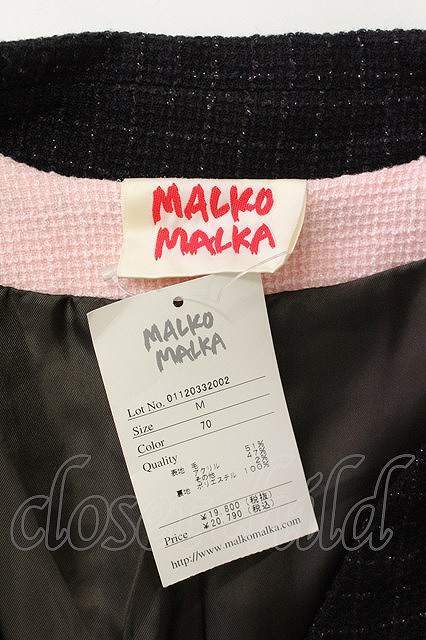 MALKO
MALKA
MALKO
MALKA
Lot No. 01120332002
Size M
Color 70
Quality
表地 毛 51%
アクリル 47%
その他 2%
裏地 ポリエステル 100%
Price ¥19,800 (税抜)
¥20,790 (税込)
http://www.malkomalka.com
closet child